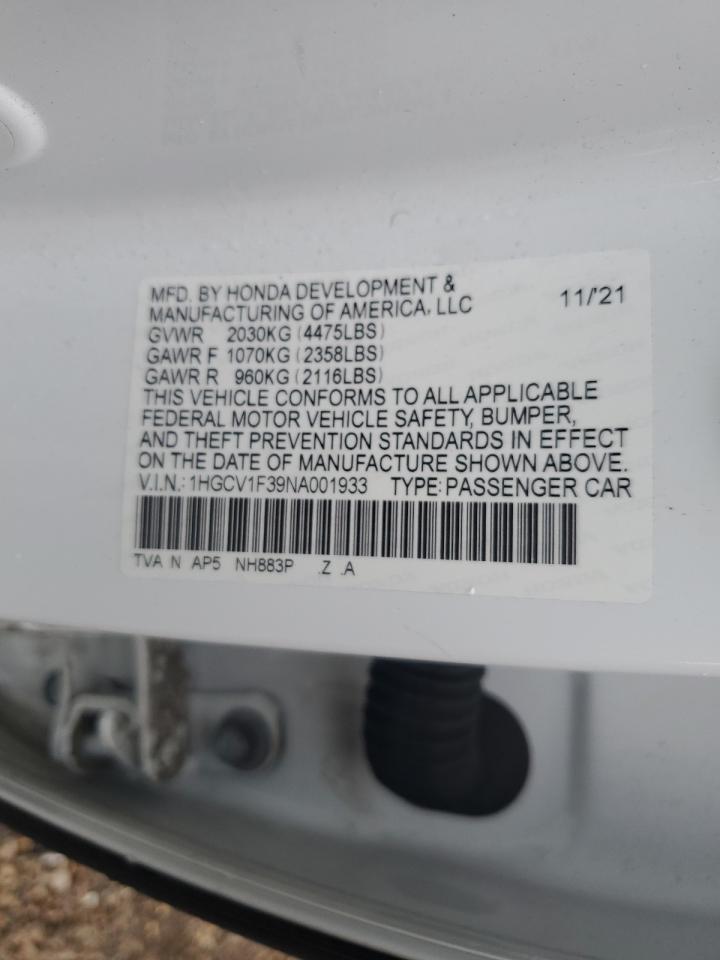 MFD. BY HONDA DEVELOPMENT &
MANUFACTURING OF AMERICA, LLC 11/'21
GVWR 2030KG (4475LBS)
GAWR F 1070KG (2358LBS)
GAWR R 960KG (2116LBS)
THIS VEHICLE CONFORMS TO ALL APPLICABLE
FEDERAL MOTOR VEHICLE SAFETY, BUMPER,
AND THEFT PREVENTION STANDARDS IN EFFECT
ON THE DATE OF MANUFACTURE SHOWN ABOVE.
V.I.N.: 1HGCV1F39NA001933 TYPE: PASSENGER CAR
TVA N AP5 NH883P .Z .A